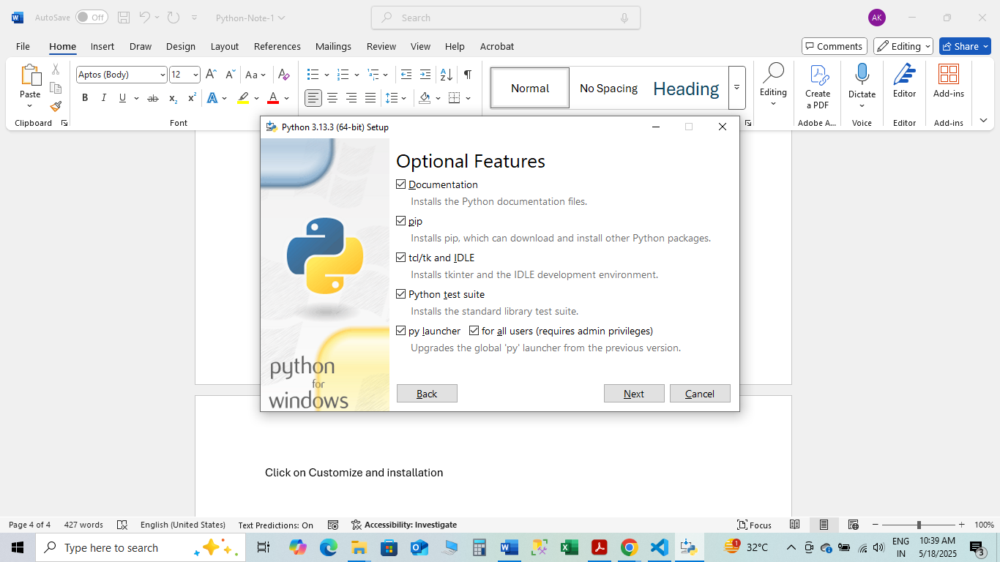 AutoSave Off Python-Note-1 Search AK
File Home Insert Draw Design Layout References Mailings Review View Help Acrobat Comments Editing Share
Paste
Clipboard
Aptos (Body) 12
Font
Normal No Spacing Heading
Editing
Create a PDF
Adobe A...
Dictate
Voice
Editor
Editor
Add-ins
Add-ins
Python 3.13.3 (64-bit) Setup
Optional Features
Documentation
Installs the Python documentation files.
pip
Installs pip, which can download and install other Python packages.
tcl/tk and IDLE
Installs tkinter and the IDLE development environment.
Python test suite
Installs the standard library test suite.
py launcher for all users (requires admin privileges)
Upgrades the global 'py' launcher from the previous version.
python
for
windows
Back Next Cancel
Click on Customize and installation
Page 4 of 4 427 words English (United States) Text Predictions: On Accessibility: Investigate Focus 100%
Type here to search 1 32°C ENG IN 10:39 AM 5/18/2025 3